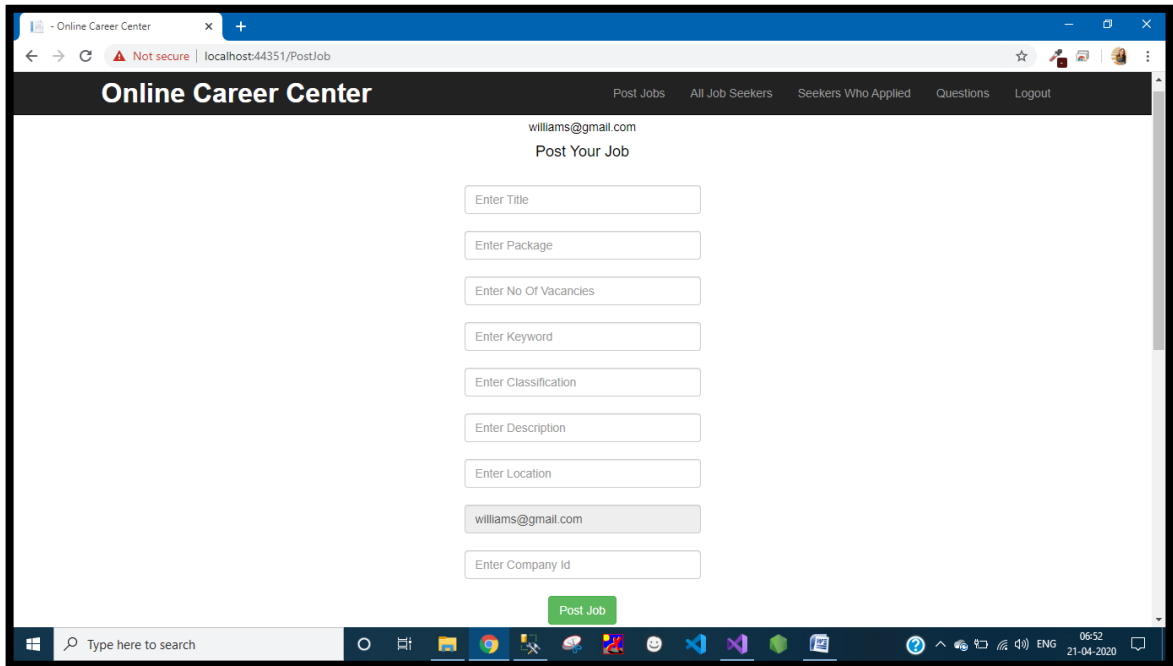 - Online Career Center
Not secure | localhost:44351/PostJob
Online Career Center Post Jobs All Job Seekers Seekers Who Applied Questions Logout
williams@gmail.com
Post Your Job
Enter Title
Enter Package
Enter No Of Vacancies
Enter Keyword
Enter Classification
Enter Description
Enter Location
williams@gmail.com
Enter Company Id
Post Job
Type here to search ENG 06:52
21-04-2020